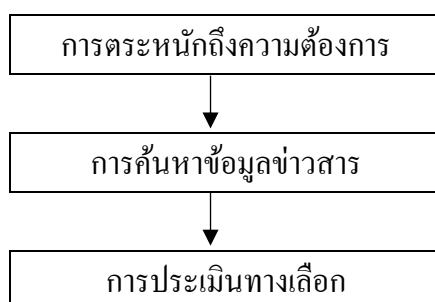 การตระหนักถึงความต้องการ
การค้นหาข้อมูลข่าวสาร
การประเมินทางเลือก